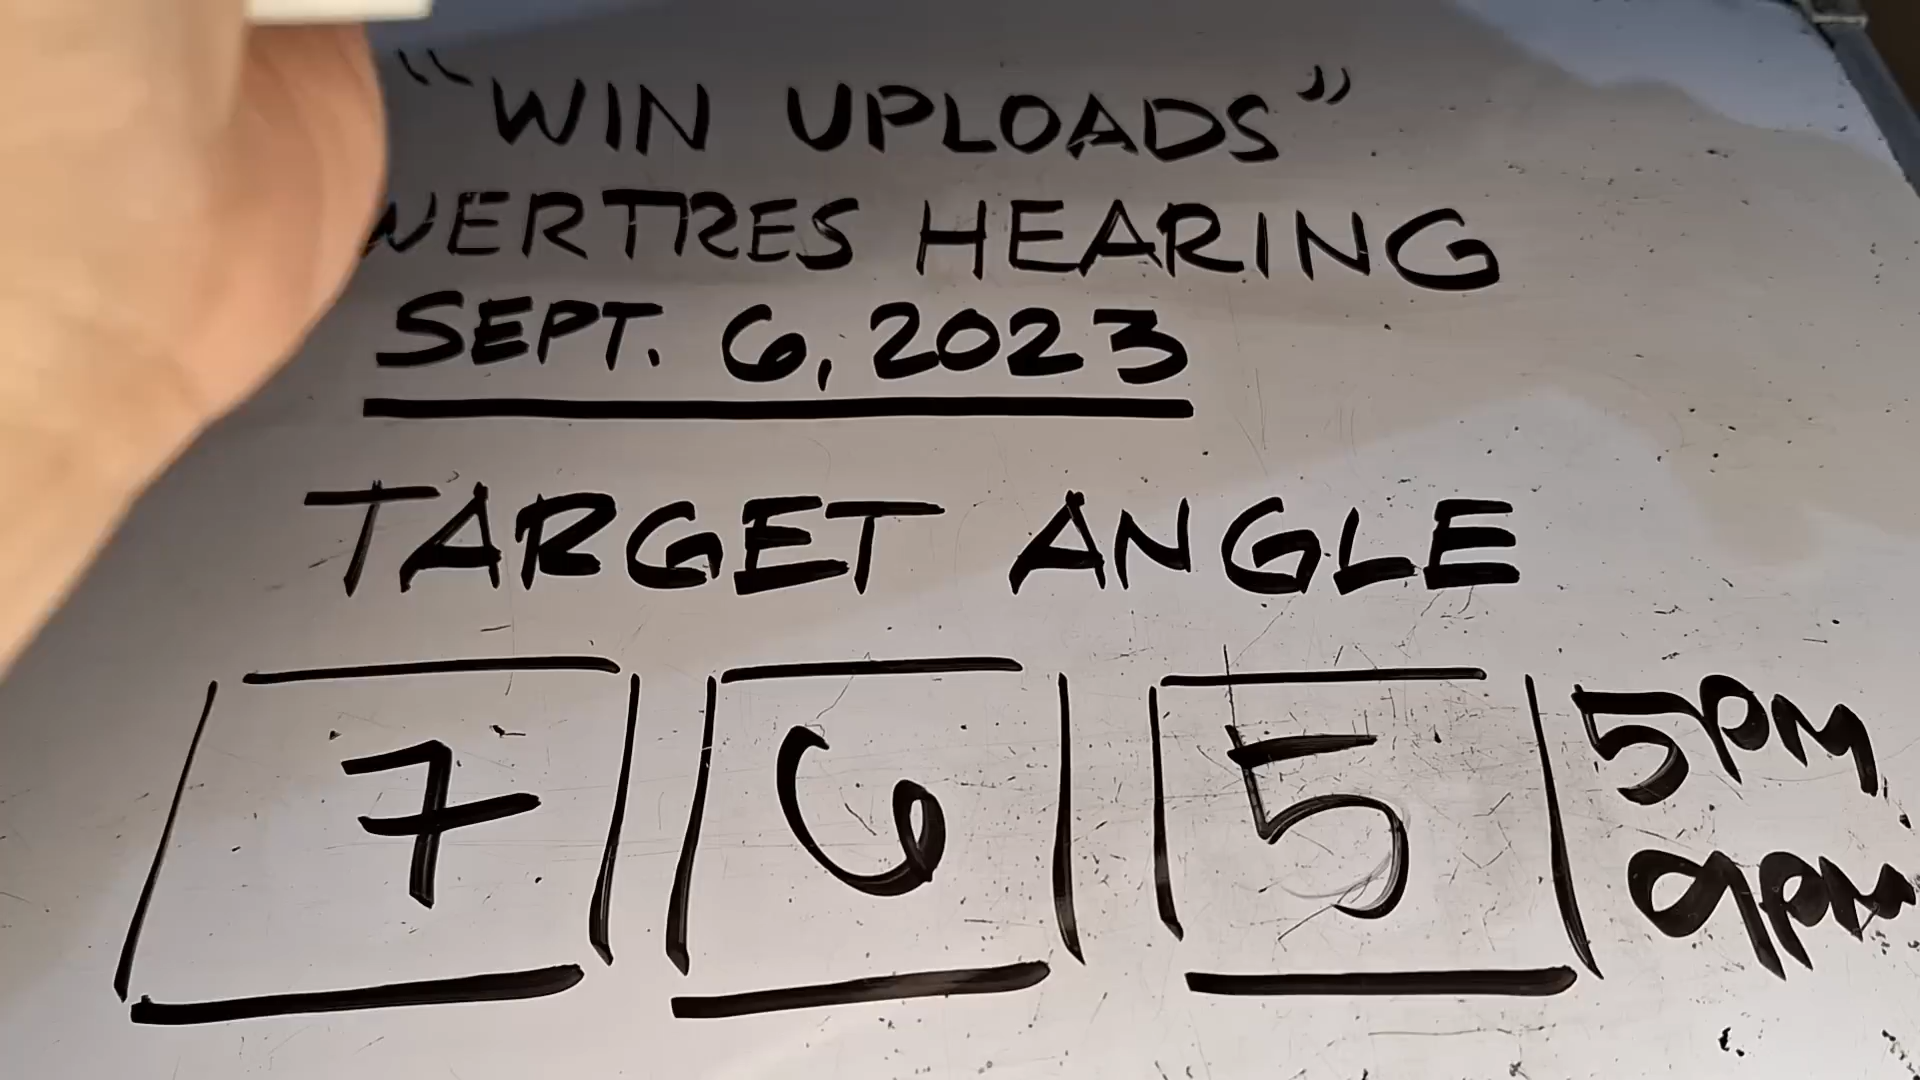 "WIN UPLOADS"
WERTRES HEARING
SEPT. 6, 2023
TARGET ANGLE
7 6 5
5PM
9PM